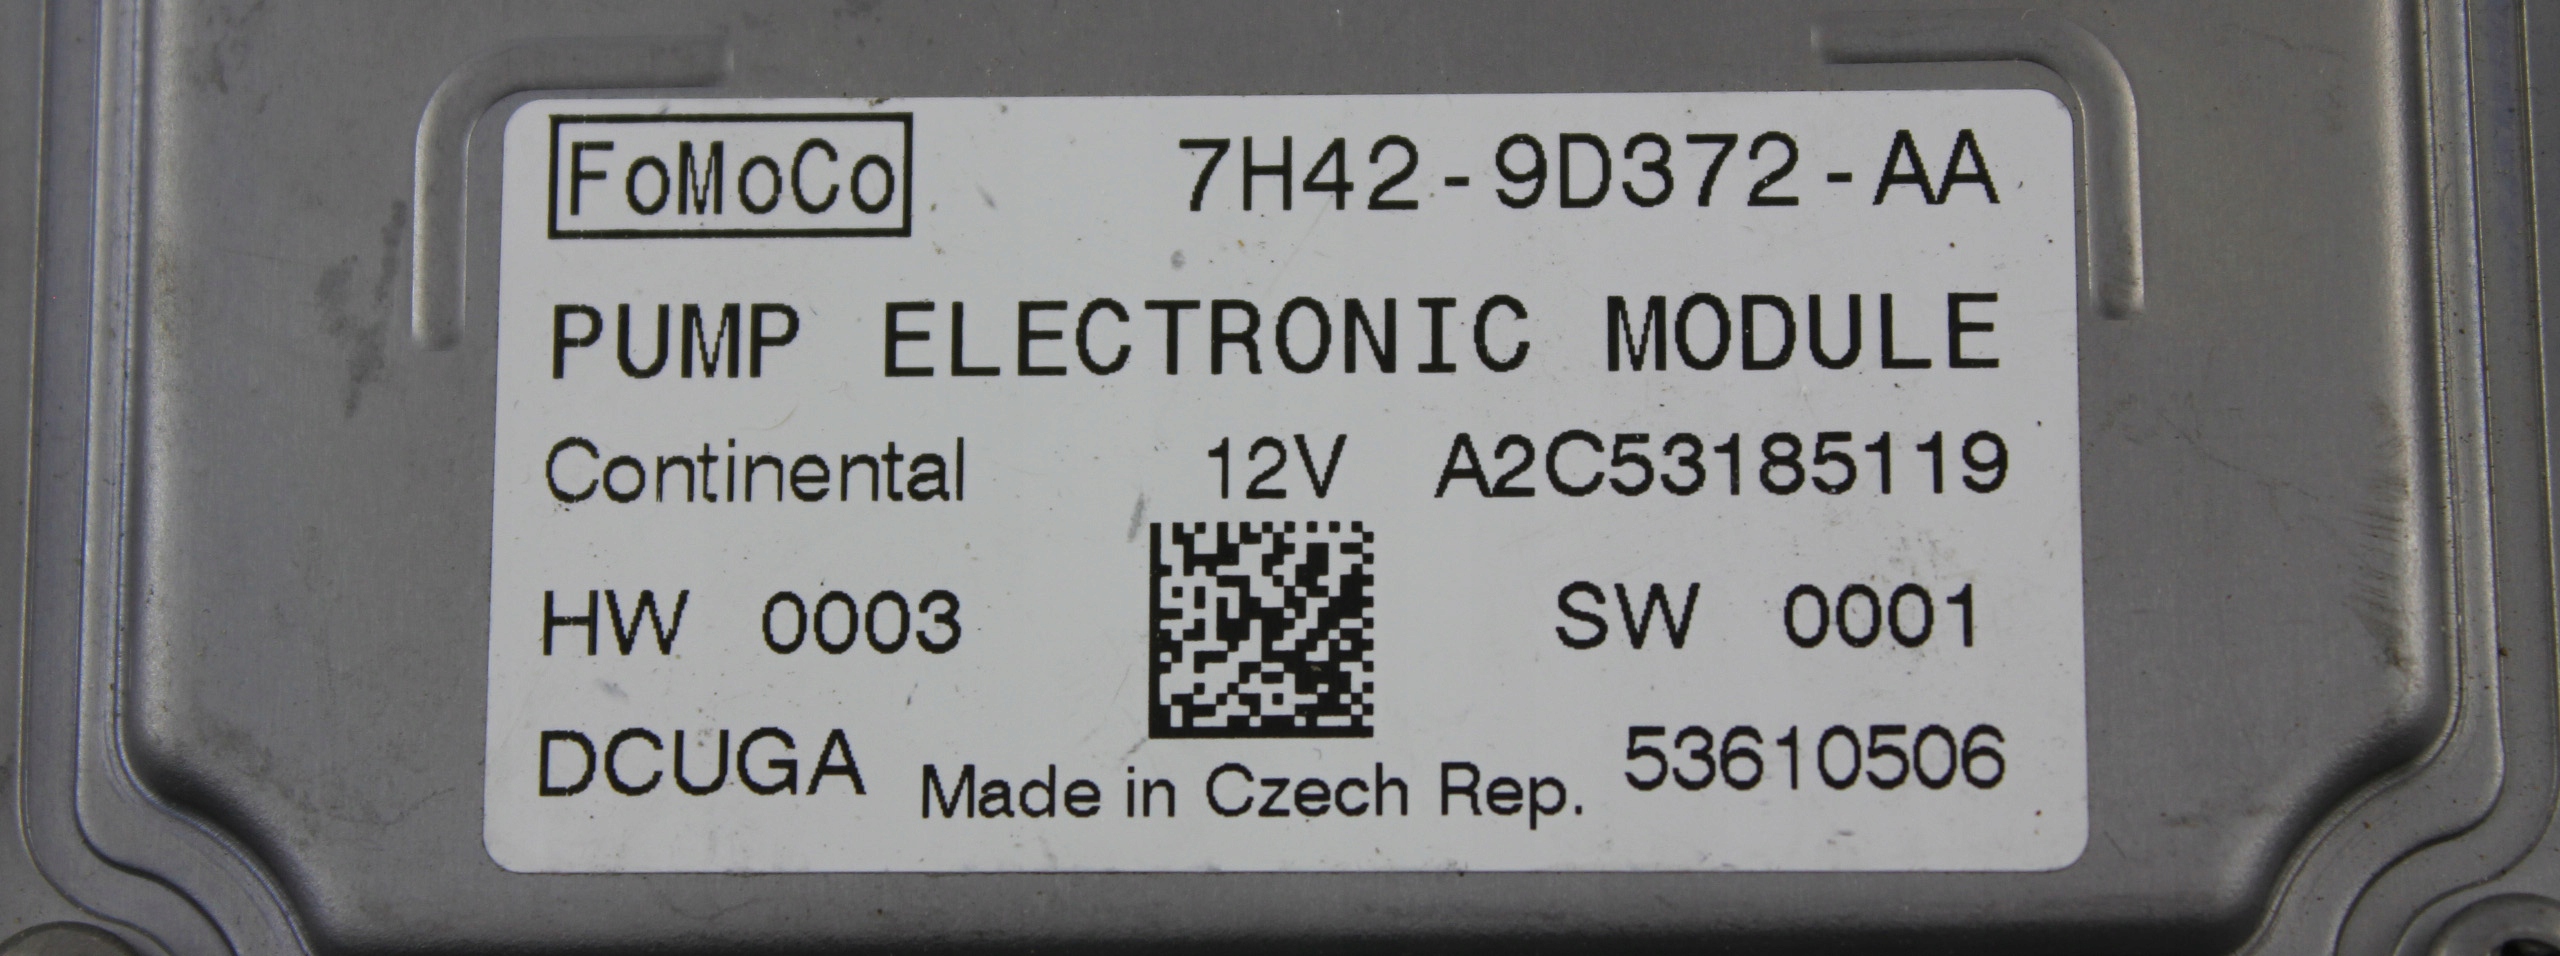 FoMoCo 7H42-9D372-AA
PUMP ELECTRONIC MODULE
Continental 12V A2C53185119
HW 0003 SW 0001
DCUGA Made in Czech Rep. 53610506